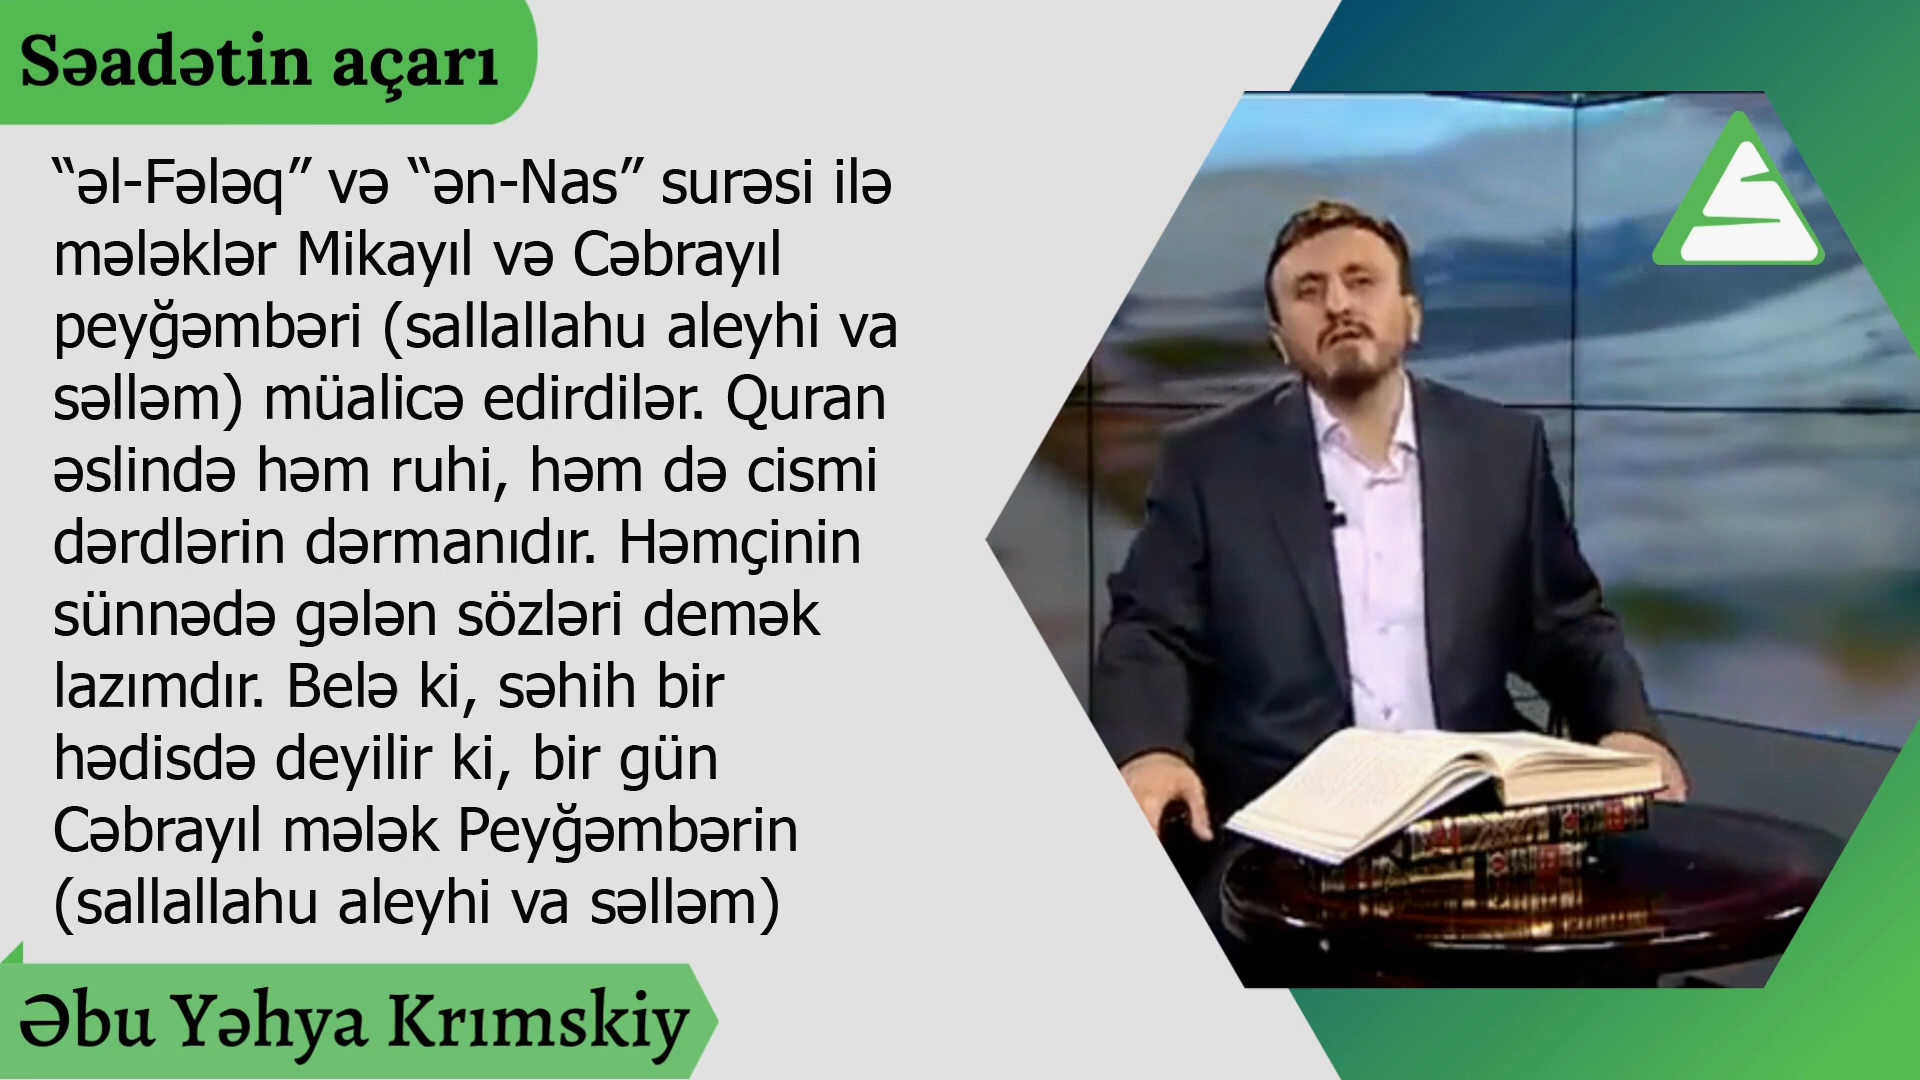 Səadətin açarı
“əl-Fələq” və “ən-Nas” surəsi ilə
mələklər Mikayıl və Cəbrayıl
peyğəmbəri (sallallahu aleyhi va
səlləm) müalicə edirdilər. Quran
əslində həm ruhi, həm də cismi
dərdlərin dərmanıdır. Həmçinin
sünnədə gələn sözləri demək
lazımdır. Belə ki, səhih bir
hədisdə deyilir ki, bir gün
Cəbrayıl mələk Peyğəmbərin
(sallallahu aleyhi va səlləm)
Əbu Yəhya Krımskiy